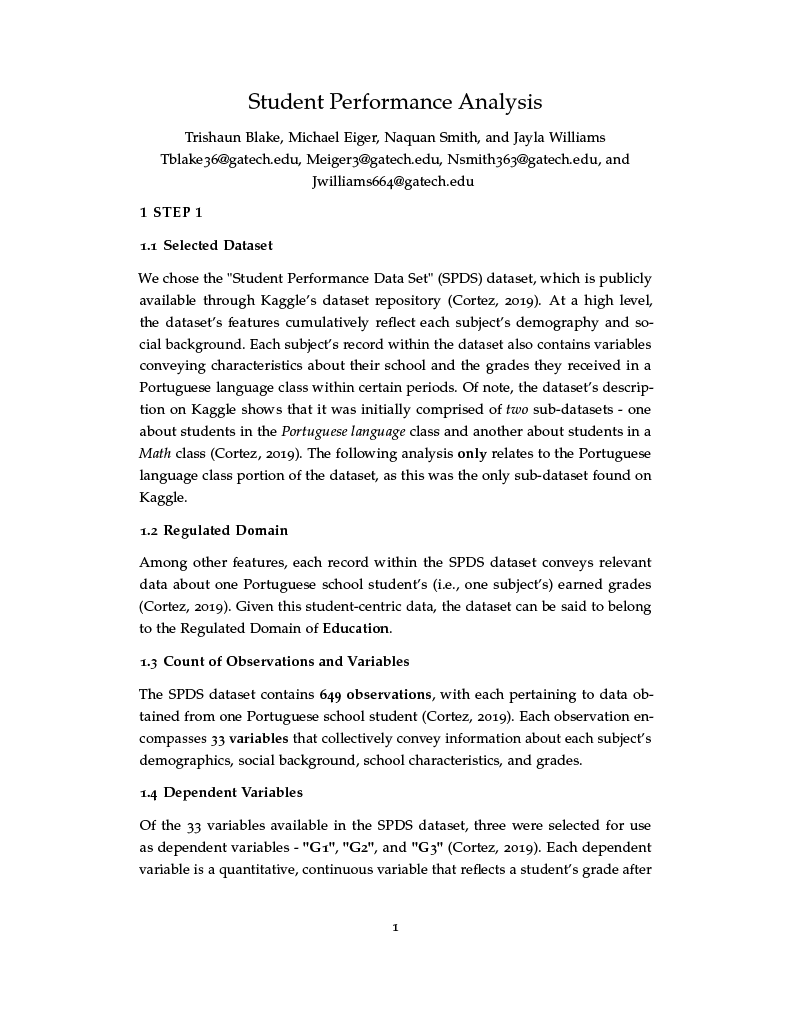 Student Performance Analysis
Trishaun Blake, Michael Eiger, Naquan Smith, and Jayla Williams
Tblake36@gatech.edu, Meiger3@gatech.edu, Nsmith363@gatech.edu, and
Jwilliams664@gatech.edu
1 STEP 1
1.1 Selected Dataset
We chose the "Student Performance Data Set" (SPDS) dataset, which is publicly
available through Kaggle’s dataset repository (Cortez, 2019). At a high level,
the dataset’s features cumulatively reflect each subject’s demography and so-
cial background. Each subject’s record within the dataset also contains variables
conveying characteristics about their school and the grades they received in a
Portuguese language class within certain periods. Of note, the dataset’s descrip-
tion on Kaggle shows that it was initially comprised of two sub-datasets - one
about students in the Portuguese language class and another about students in a
Math class (Cortez, 2019). The following analysis only relates to the Portuguese
language class portion of the dataset, as this was the only sub-dataset found on
Kaggle.
1.2 Regulated Domain
Among other features, each record within the SPDS dataset conveys relevant
data about one Portuguese school student’s (i.e., one subject’s) earned grades
(Cortez, 2019). Given this student-centric data, the dataset can be said to belong
to the Regulated Domain of Education.
1.3 Count of Observations and Variables
The SPDS dataset contains 649 observations, with each pertaining to data ob-
tained from one Portuguese school student (Cortez, 2019). Each observation en-
compasses 33 variables that collectively convey information about each subject’s
demographics, social background, school characteristics, and grades.
1.4 Dependent Variables
Of the 33 variables available in the SPDS dataset, three were selected for use
as dependent variables - "G1", "G2", and "G3" (Cortez, 2019). Each dependent
variable is a quantitative, continuous variable that reflects a student’s grade after
1